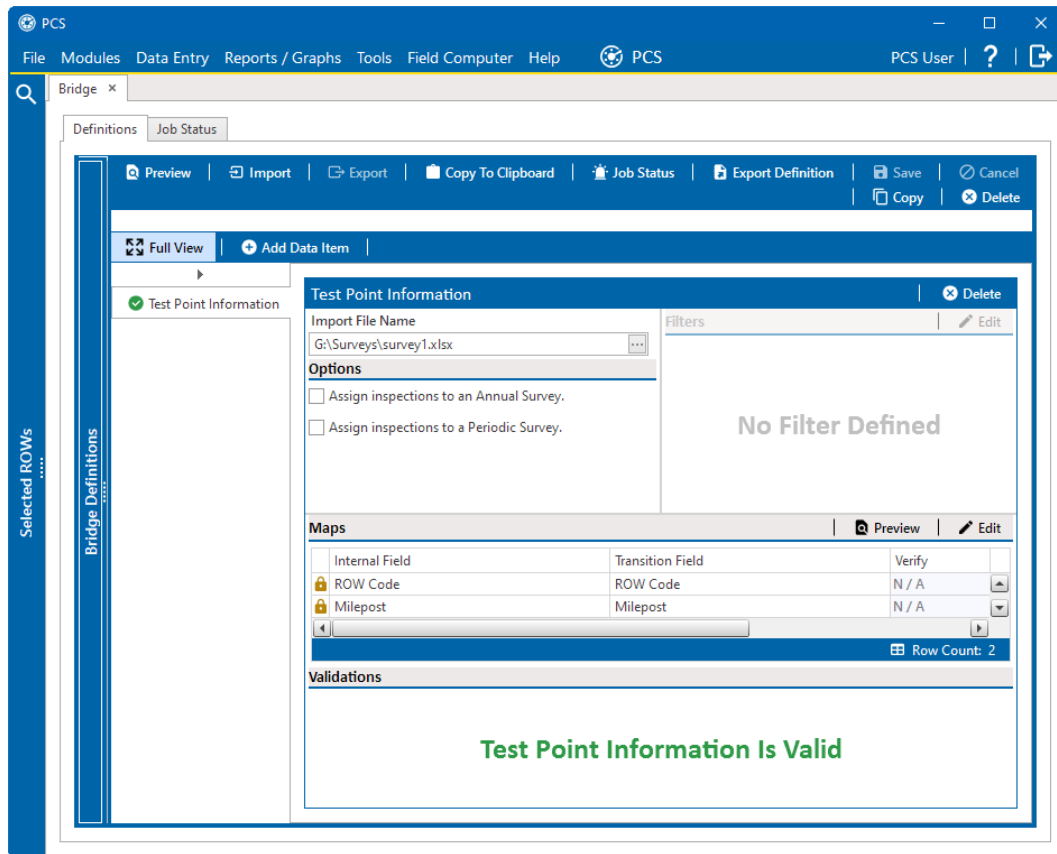 PCS
File Modules Data Entry Reports / Graphs Tools Field Computer Help PCS PCS User ?
Bridge ×
Definitions Job Status
Preview Import Export Copy To Clipboard Job Status Export Definition Save Cancel
Copy Delete
Full View Add Data Item
Test Point Information
Test Point Information Delete
Import File Name
G:\Surveys\survey1.xlsx ...
Options
Assign inspections to an Annual Survey.
Assign inspections to a Periodic Survey.
Filters Edit
No Filter Defined
Maps Preview Edit
Internal Field Transition Field Verify
ROW Code ROW Code N / A
Milepost Milepost N / A
Row Count: 2
Validations
Test Point Information Is Valid
Selected ROWs
Bridge Definitions